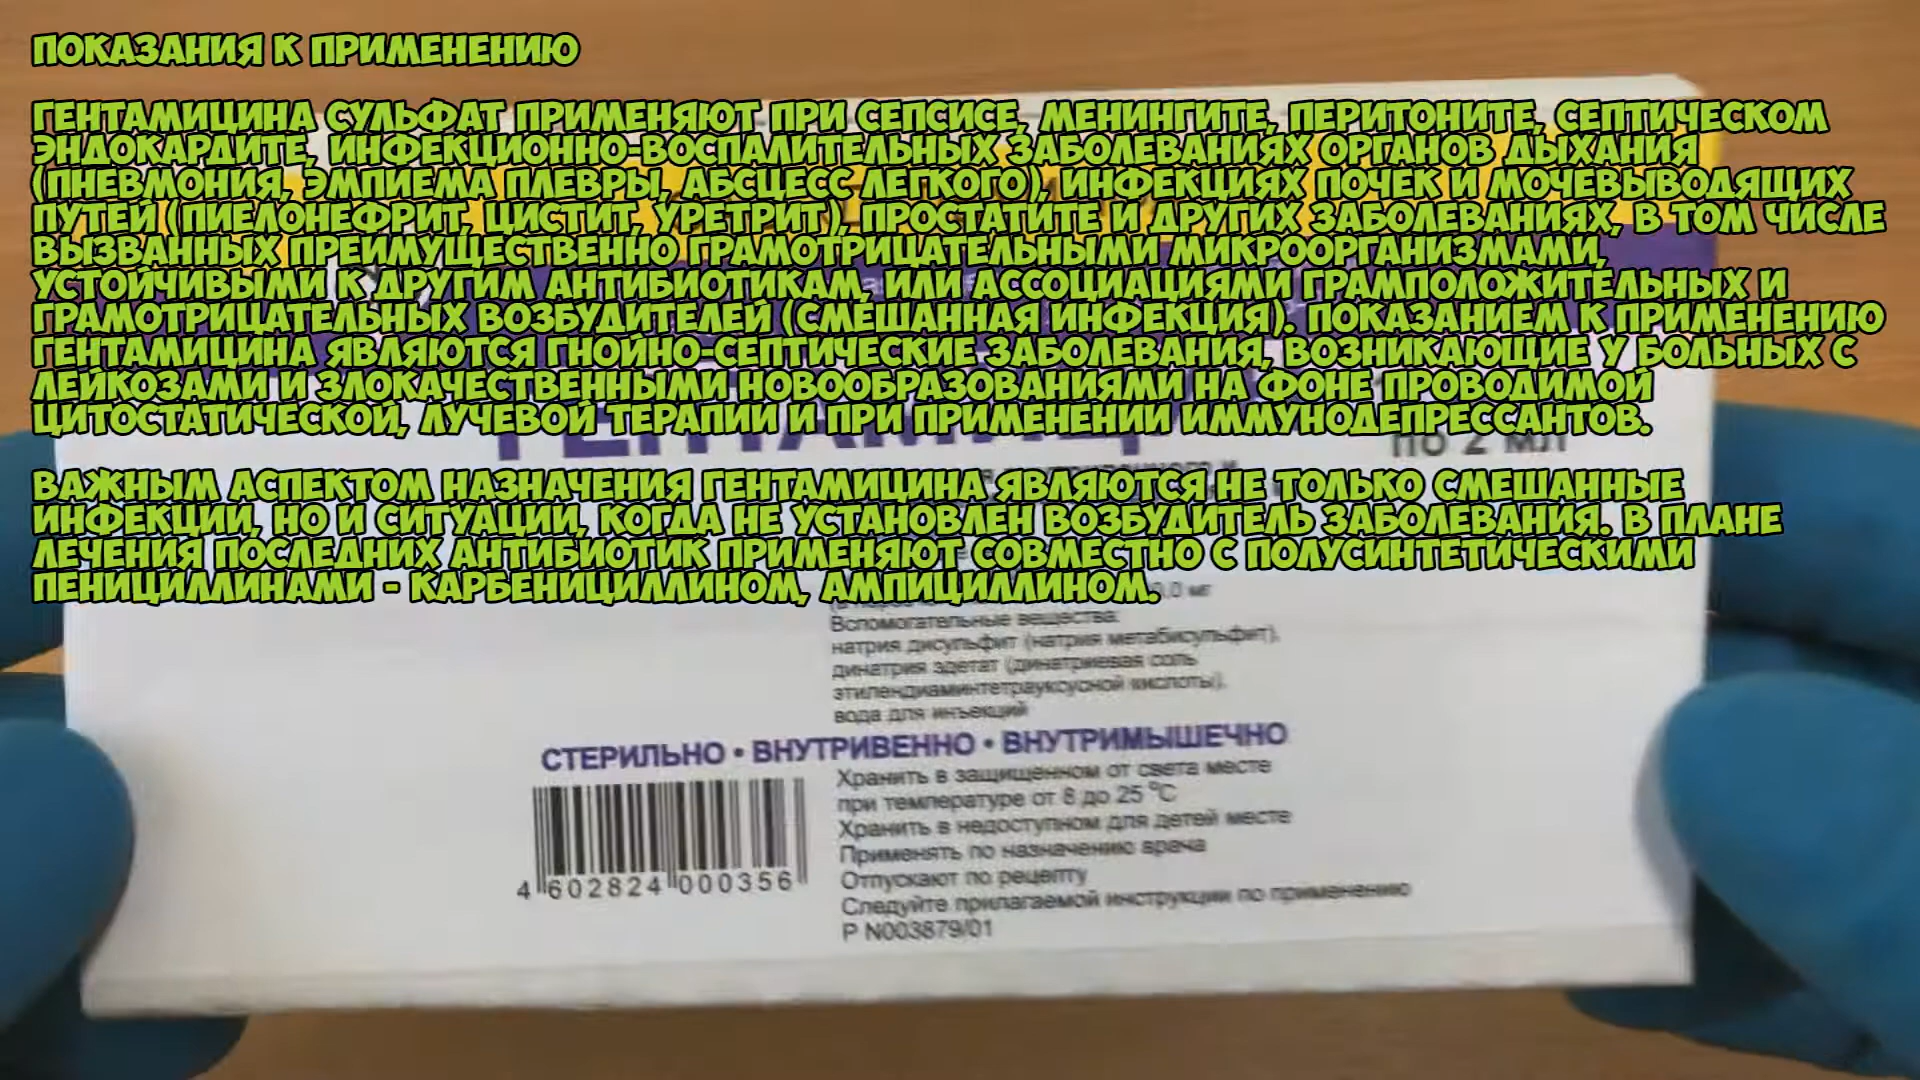 ПОКАЗАНИЯ К ПРИМЕНЕНИЮ
ГЕНТАМИЦИНА СУЛЬФАТ ПРИМЕНЯЮТ ПРИ СЕПСИСЕ, МЕНИНГИТЕ, ПЕРИТОНИТЕ, СЕПТИЧЕСКОМ
ЭНДОКАРДИТЕ, ИНФЕКЦИОННО-ВОСПАЛИТЕЛЬНЫХ ЗАБОЛЕВАНИЯХ ОРГАНОВ ДЫХАНИЯ
(ПНЕВМОНИЯ, ЭМПИЕМА ПЛЕВРЫ, АБСЦЕСС ЛЕГКОГО), ИНФЕКЦИЯХ ПОЧЕК И МОЧЕВЫВОДЯЩИХ
ПУТЕЙ (ПИЕЛОНЕФРИТ, ЦИСТИТ, УРЕТРИТ), ПРОСТАТИТЕ И ДРУГИХ ЗАБОЛЕВАНИЯХ, В ТОМ ЧИСЛЕ
ВЫЗВАННЫХ ПРЕИМУЩЕСТВЕННО ГРАМОТРИЦАТЕЛЬНЫМИ МИКРООРГАНИЗМАМИ,
УСТОЙЧИВЫМИ К ДРУГИМ АНТИБИОТИКАМ, ИЛИ АССОЦИАЦИЯМИ ГРАМПОЛОЖИТЕЛЬНЫХ И
ГРАМОТРИЦАТЕЛЬНЫХ ВОЗБУДИТЕЛЕЙ (СМЕШАННАЯ ИНФЕКЦИЯ). ПОКАЗАНИЕМ К ПРИМЕНЕНИЮ
ГЕНТАМИЦИНА ЯВЛЯЮТСЯ ГНОЙНО-СЕПТИЧЕСКИЕ ЗАБОЛЕВАНИЯ, ВОЗНИКАЮЩИЕ У БОЛЬНЫХ С
ЛЕЙКОЗАМИ И ЗЛОКАЧЕСТВЕННЫМИ НОВООБРАЗОВАНИЯМИ НА ФОНЕ ПРОВОДИМОЙ
ЦИТОСТАТИЧЕСКОЙ, ЛУЧЕВОЙ ТЕРАПИИ И ПРИ ПРИМЕНЕНИИ ИММУНОДЕПРЕССАНТОВ.
по 2 мл
ВАЖНЫМ АСПЕКТОМ НАЗНАЧЕНИЯ ГЕНТАМИЦИНА ЯВЛЯЮТСЯ НЕ ТОЛЬКО СМЕШАННЫЕ
ИНФЕКЦИИ, НО И СИТУАЦИИ, КОГДА НЕ УСТАНОВЛЕН ВОЗБУДИТЕЛЬ ЗАБОЛЕВАНИЯ. В ПЛАНЕ
ЛЕЧЕНИЯ ПОСЛЕДНИХ АНТИБИОТИК ПРИМЕНЯЮТ СОВМЕСТНО С ПОЛУСИНТЕТИЧЕСКИМИ
ПЕНИЦИЛЛИНАМИ - КАРБЕНИЦИЛЛИНОМ, АМПИЦИЛЛИНОМ.
Вспомогательные вещества:
натрия дисульфит (натрия метабисульфит),
динатрия эдетат (динатриевая соль
этилендиаминтетрауксусной кислоты),
вода для инъекций
СТЕРИЛЬНО • ВНУТРИВЕННО • ВНУТРИМЫШЕЧНО
Хранить в защищенном от света месте
при температуре от 8 до 25 °С
Хранить в недоступном для детей месте
Применять по назначению врача
Отпускают по рецепту
Следуйте прилагаемой инструкции по применению
Р N003879/01
4 602824 000356